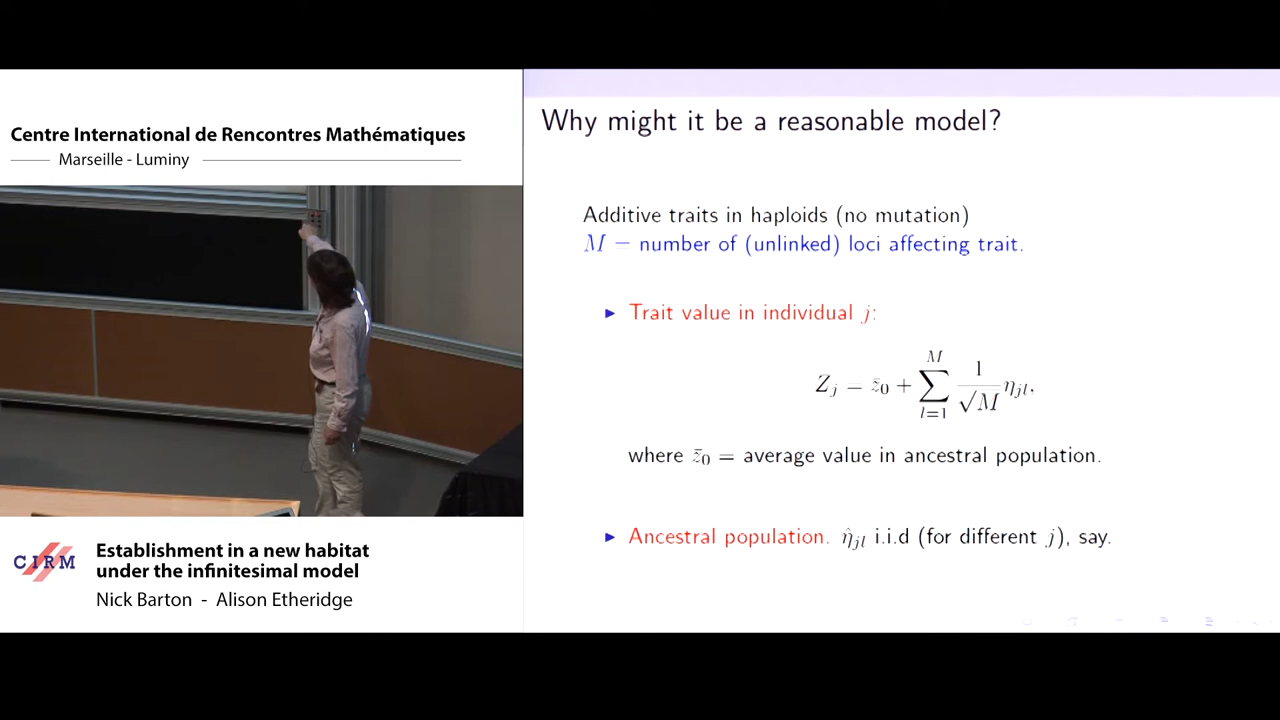 Centre International de Rencontres Mathématiques
Marseille - Luminy
CIRM
Establishment in a new habitat
under the infinitesimal model
Nick Barton - Alison Etheridge
Why might it be a reasonable model?
Additive traits in haploids (no mutation)
M = number of (unlinked) loci affecting trait.
▶ Trait value in individual j:
Z_j = z̄_0 + ∑_{l=1}^{M} \frac{1}{√M} η_{jl},
where z̄_0 = average value in ancestral population.
▶ Ancestral population. η̂_{jl} i.i.d (for different j), say.